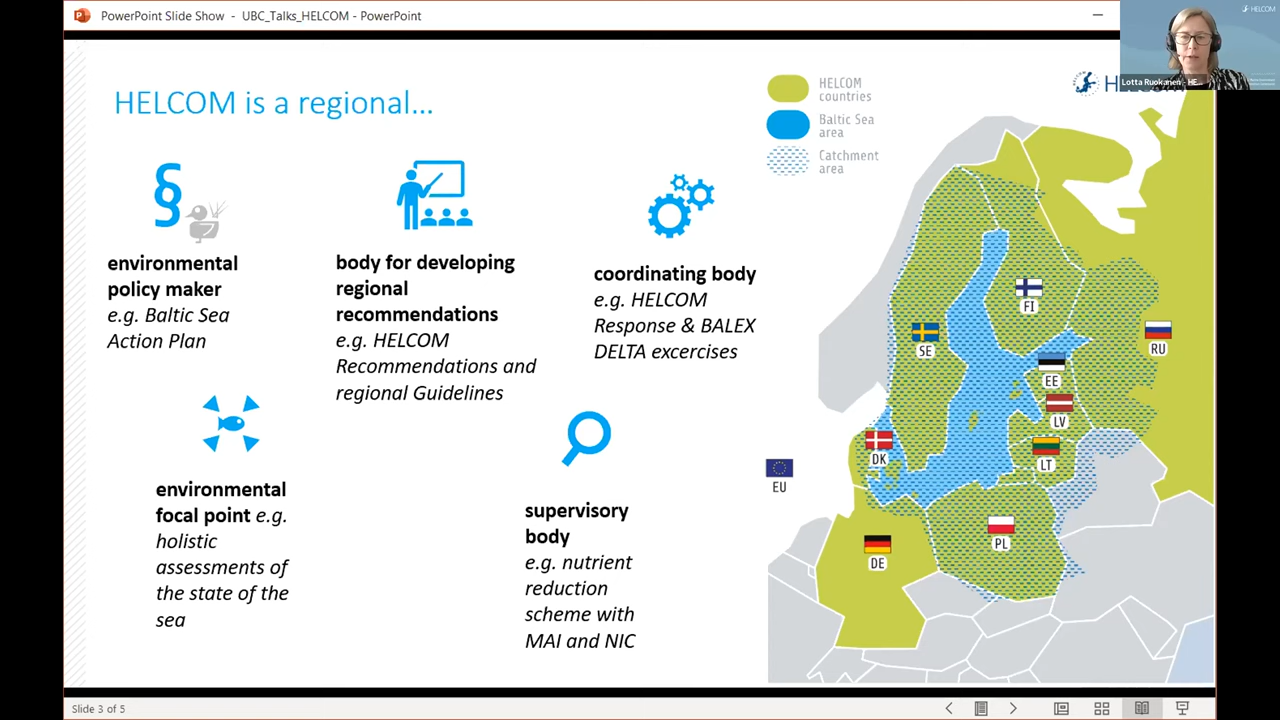 PowerPoint Slide Show - UBC_Talks_HELCOM - PowerPoint
HELCOM
Lotta Ruokanen - HE...
HELCOM is a regional...
§
environmental
policy maker
e.g. Baltic Sea
Action Plan
body for developing
regional
recommendations
e.g. HELCOM
Recommendations and
regional Guidelines
coordinating body
e.g. HELCOM
Response & BALEX
DELTA excercises
environmental
focal point e.g.
holistic
assessments of
the state of the
sea
supervisory
body
e.g. nutrient
reduction
scheme with
MAI and NIC
HELCOM
countries
Baltic Sea
area
Catchment
area
FI
SE
RU
EE
LV
DK
LT
EU
PL
DE
Slide 3 of 5